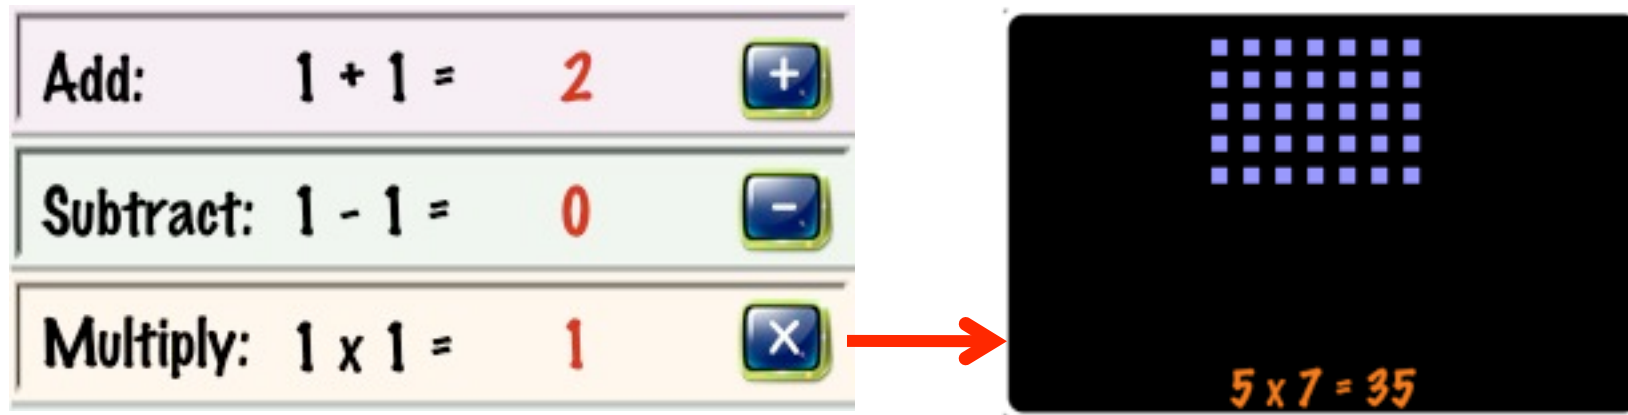 Add: 1 + 1 = 2 +
Subtract: 1 - 1 = 0 -
Multiply: 1 x 1 = 1 x
5 x 7 = 35